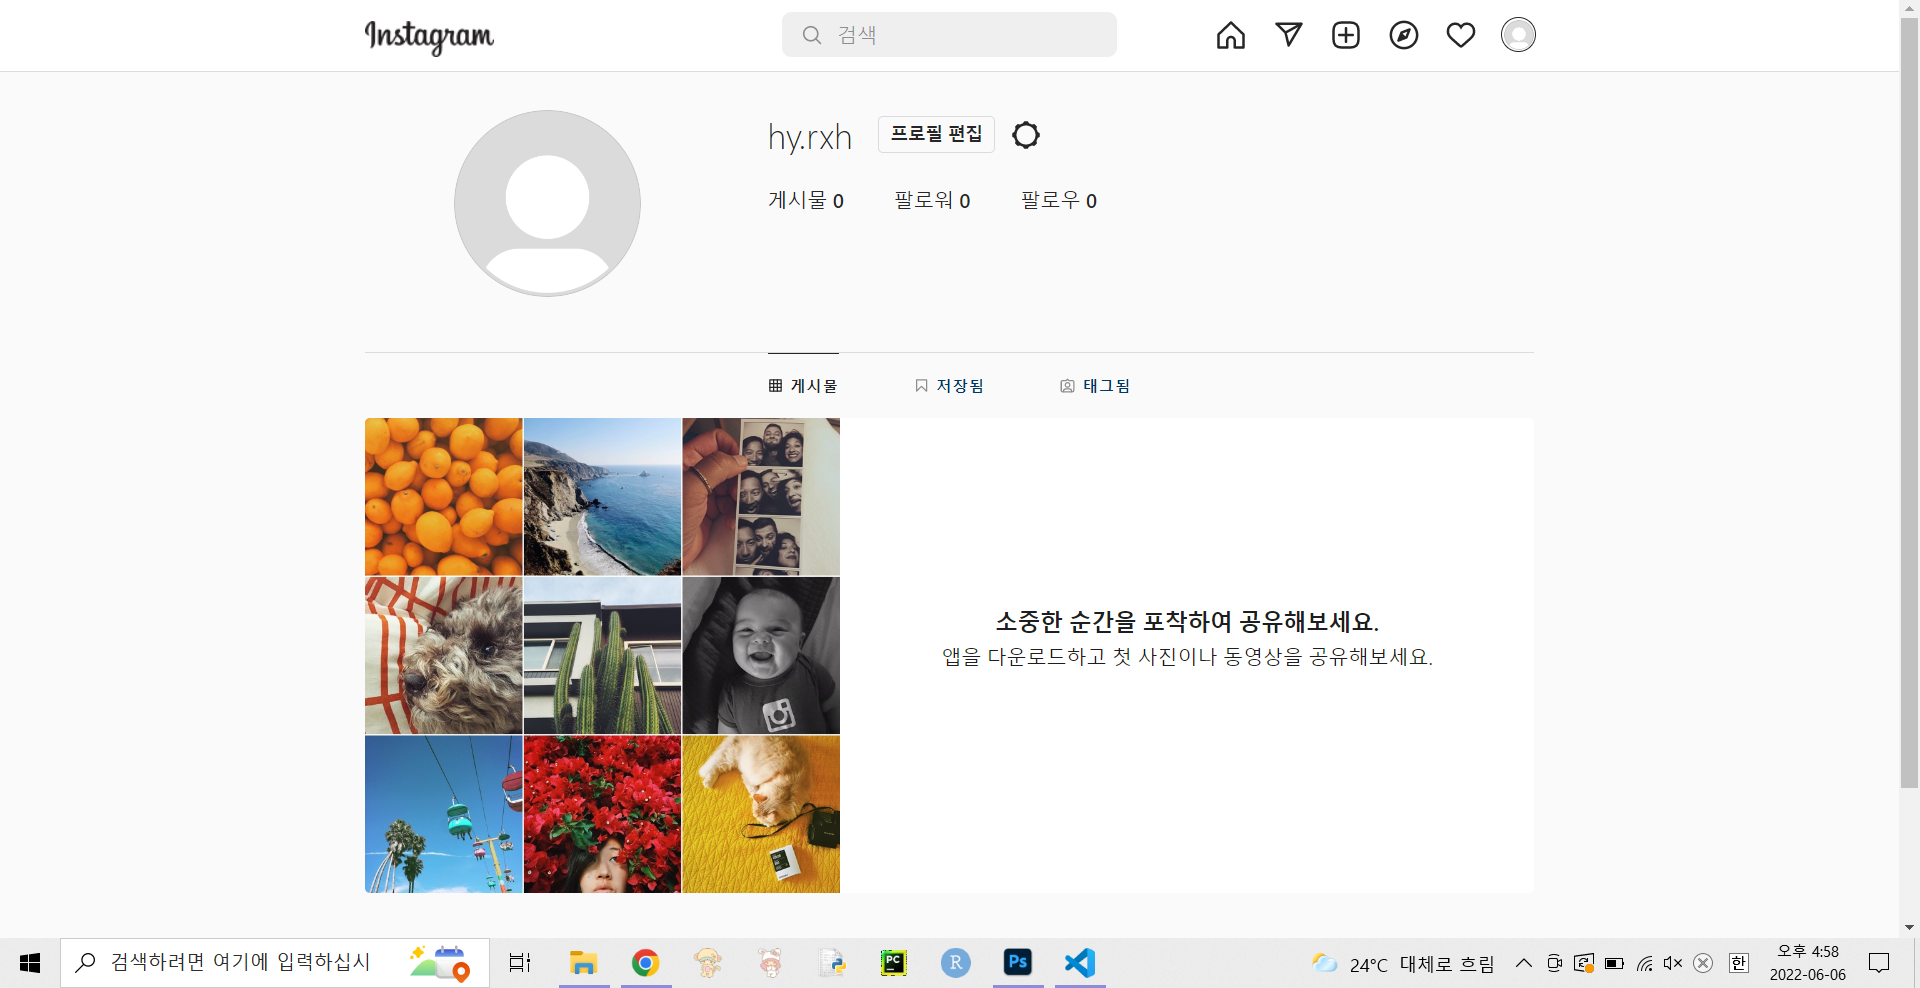 Instagram
검색
hy.rxh
프로필 편집
게시물 0
팔로워 0
팔로우 0
게시물
저장됨
태그됨
소중한 순간을 포착하여 공유해보세요.
앱을 다운로드하고 첫 사진이나 동영상을 공유해보세요.
검색하려면 여기에 입력하십시
PC
R
Ps
24°C 대체로 흐림
한
오후 4:58
2022-06-06